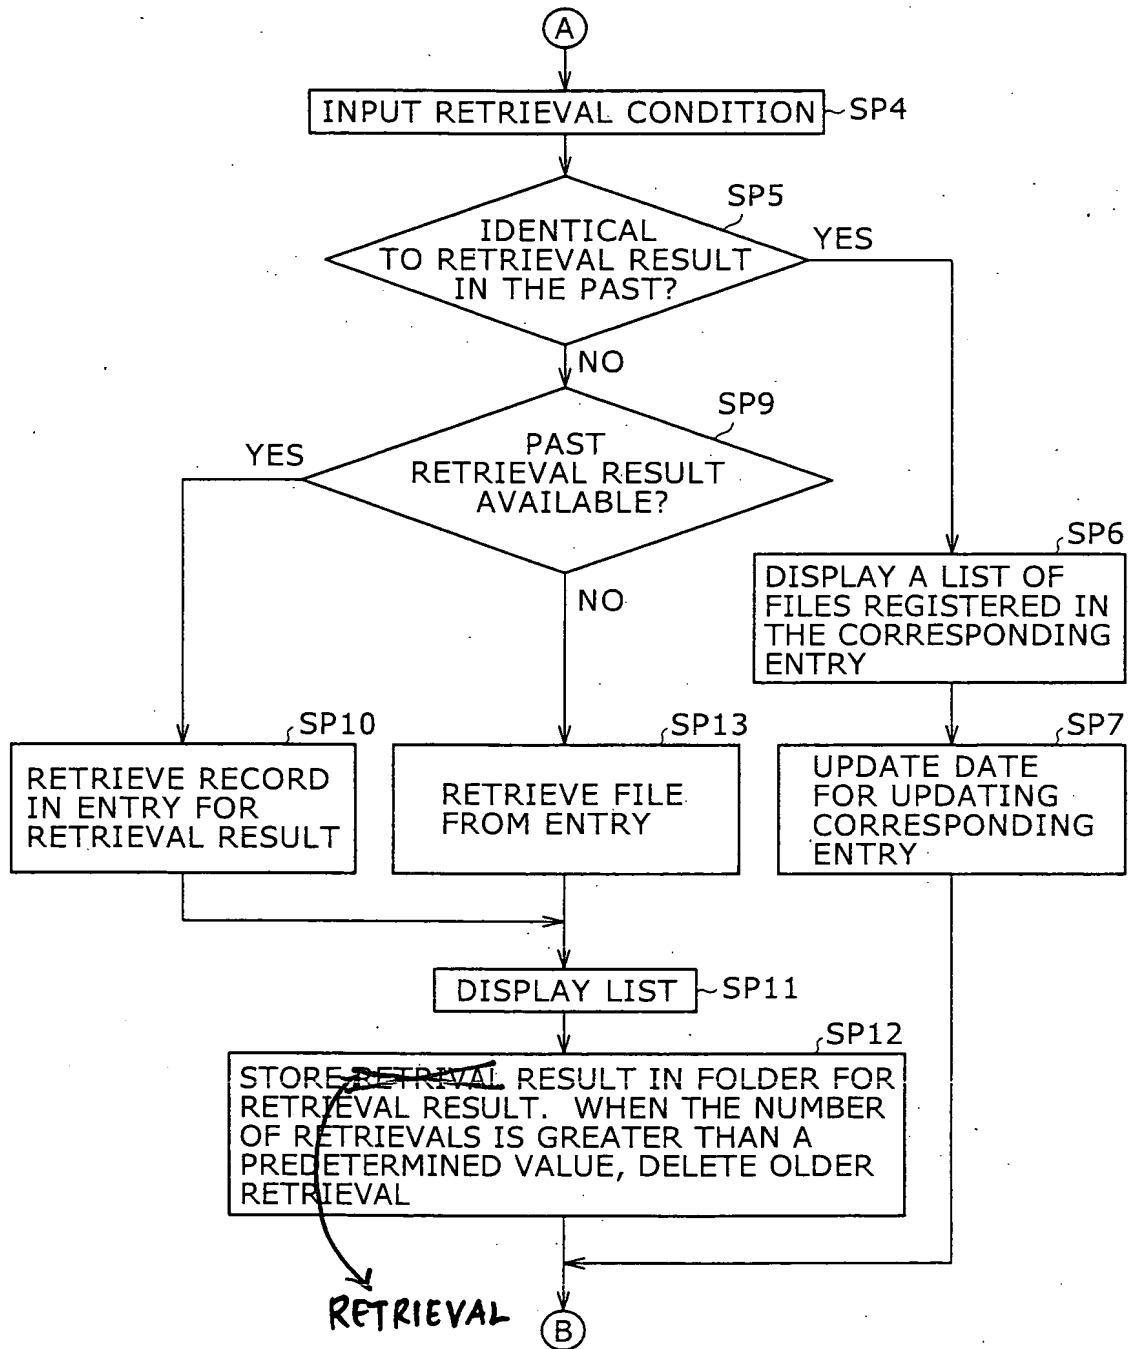 A
INPUT RETRIEVAL CONDITION
SP4
SP5
IDENTICAL
TO RETRIEVAL RESULT
IN THE PAST?
YES
NO
SP9
PAST
RETRIEVAL RESULT
AVAILABLE?
YES
NO
SP6
DISPLAY A LIST OF
FILES REGISTERED IN
THE CORRESPONDING
ENTRY
SP10
RETRIEVE RECORD
IN ENTRY FOR
RETRIEVAL RESULT
SP13
RETRIEVE FILE
FROM ENTRY
SP7
UPDATE DATE
FOR UPDATING
CORRESPONDING
ENTRY
DISPLAY LIST
SP11
SP12
STORE RETRIVAL RESULT IN FOLDER FOR
RETRIEVAL RESULT. WHEN THE NUMBER
OF RETRIEVALS IS GREATER THAN A
PREDETERMINED VALUE, DELETE OLDER
RETRIEVAL
RETRIEVAL
B